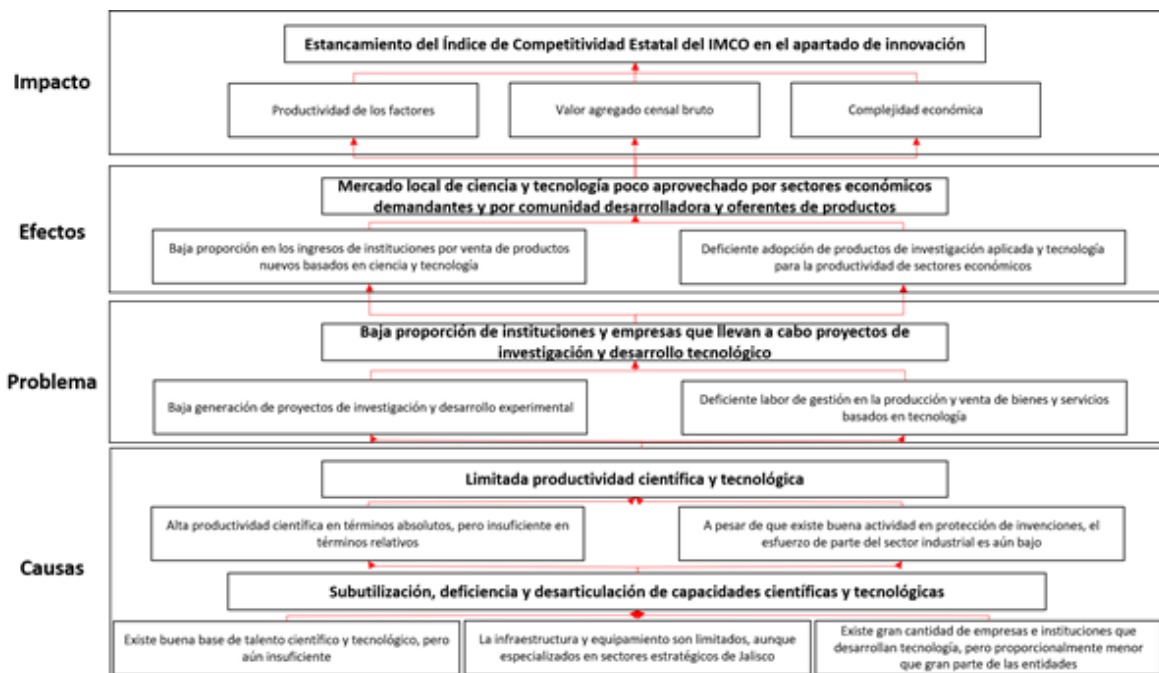 Impacto
Estancamiento del Índice de Competitividad Estatal del IMCO en el apartado de innovación
Productividad de los factores
Valor agregado censal bruto
Complejidad económica
Efectos
Mercado local de ciencia y tecnología poco aprovechado por sectores económicos
demandantes y por comunidad desarrolladora y oferentes de productos
Baja proporción en los ingresos de instituciones por venta de productos
nuevos basados en ciencia y tecnología
Deficiente adopción de productos de investigación aplicada y tecnología
para la productividad de sectores económicos
Problema
Baja proporción de instituciones y empresas que llevan a cabo proyectos de
investigación y desarrollo tecnológico
Baja generación de proyectos de investigación y desarrollo experimental
Deficiente labor de gestión en la producción y venta de bienes y servicios
basados en tecnología
Causas
Limitada productividad científica y tecnológica
Alta productividad científica en términos absolutos, pero insuficiente en
términos relativos
A pesar de que existe buena actividad en protección de invenciones, el
esfuerzo de parte del sector industrial es aún bajo
Subutilización, deficiencia y desarticulación de capacidades científicas y tecnológicas
Existe buena base de talento científico y tecnológico, pero
aún insuficiente
La infraestructura y equipamiento son limitados, aunque
especializados en sectores estratégicos de Jalisco
Existe gran cantidad de empresas e instituciones que
desarrollan tecnología, pero proporcionalmente menor
que gran parte de las entidades